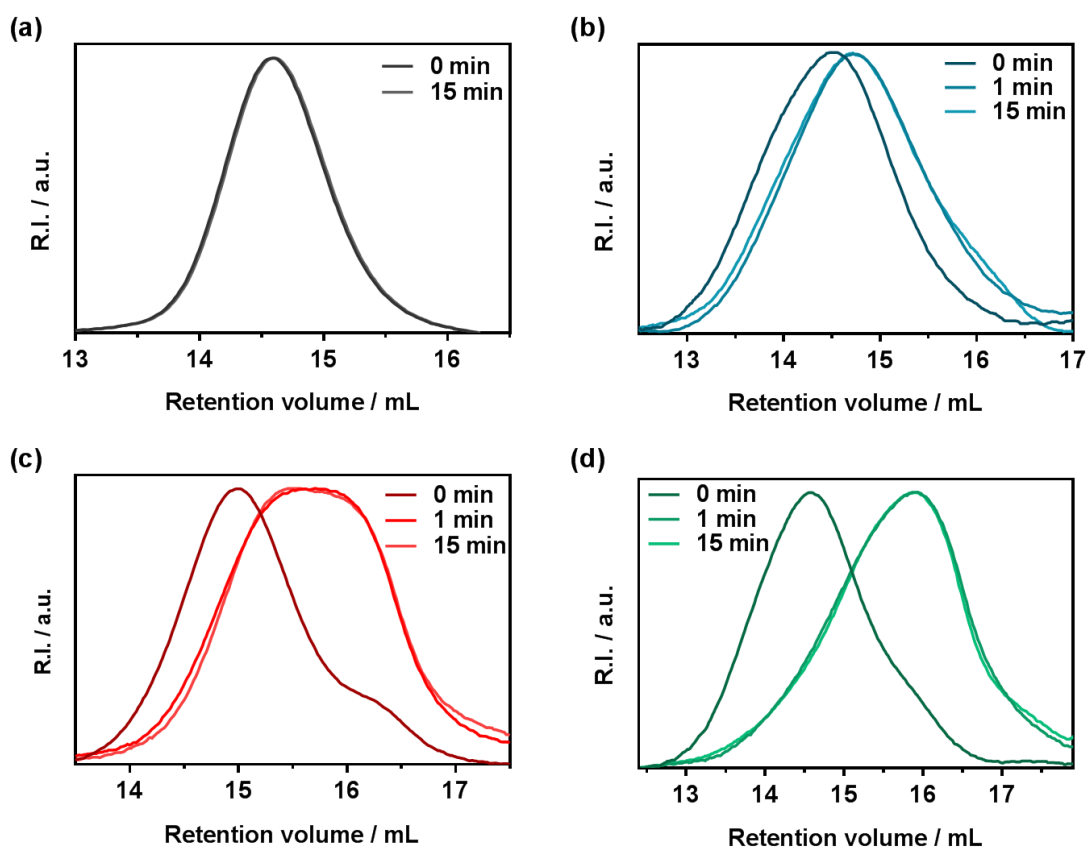 (a)
0 min
15 min
R.I. / a.u.
13 14 15 16
Retention volume / mL
(b)
0 min
1 min
15 min
R.I. / a.u.
13 14 15 16 17
Retention volume / mL
(c)
0 min
1 min
15 min
R.I. / a.u.
14 15 16 17
Retention volume / mL
(d)
0 min
1 min
15 min
R.I. / a.u.
13 14 15 16 17
Retention volume / mL